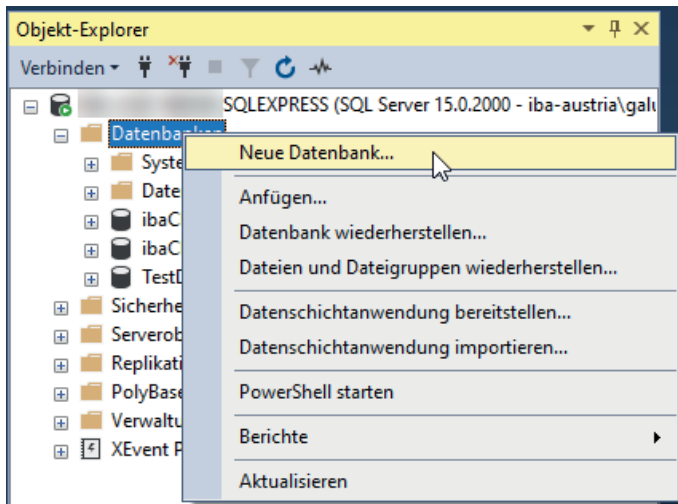 Objekt-Explorer
Verbinden
SQLEXPRESS (SQL Server 15.0.2000 - iba-austria\galu
Datenbanken
Neue Datenbank...
Syste
Anfügen...
Date
Datenbank wiederherstellen...
ibaC
Dateien und Dateigruppen wiederherstellen...
ibaC
TestD
Datenschichtanwendung bereitstellen...
Sicherhe
Datenschichtanwendung importieren...
Serverob
Replikati
PowerShell starten
PolyBase
Verwaltu
Berichte
XEvent P
Aktualisieren